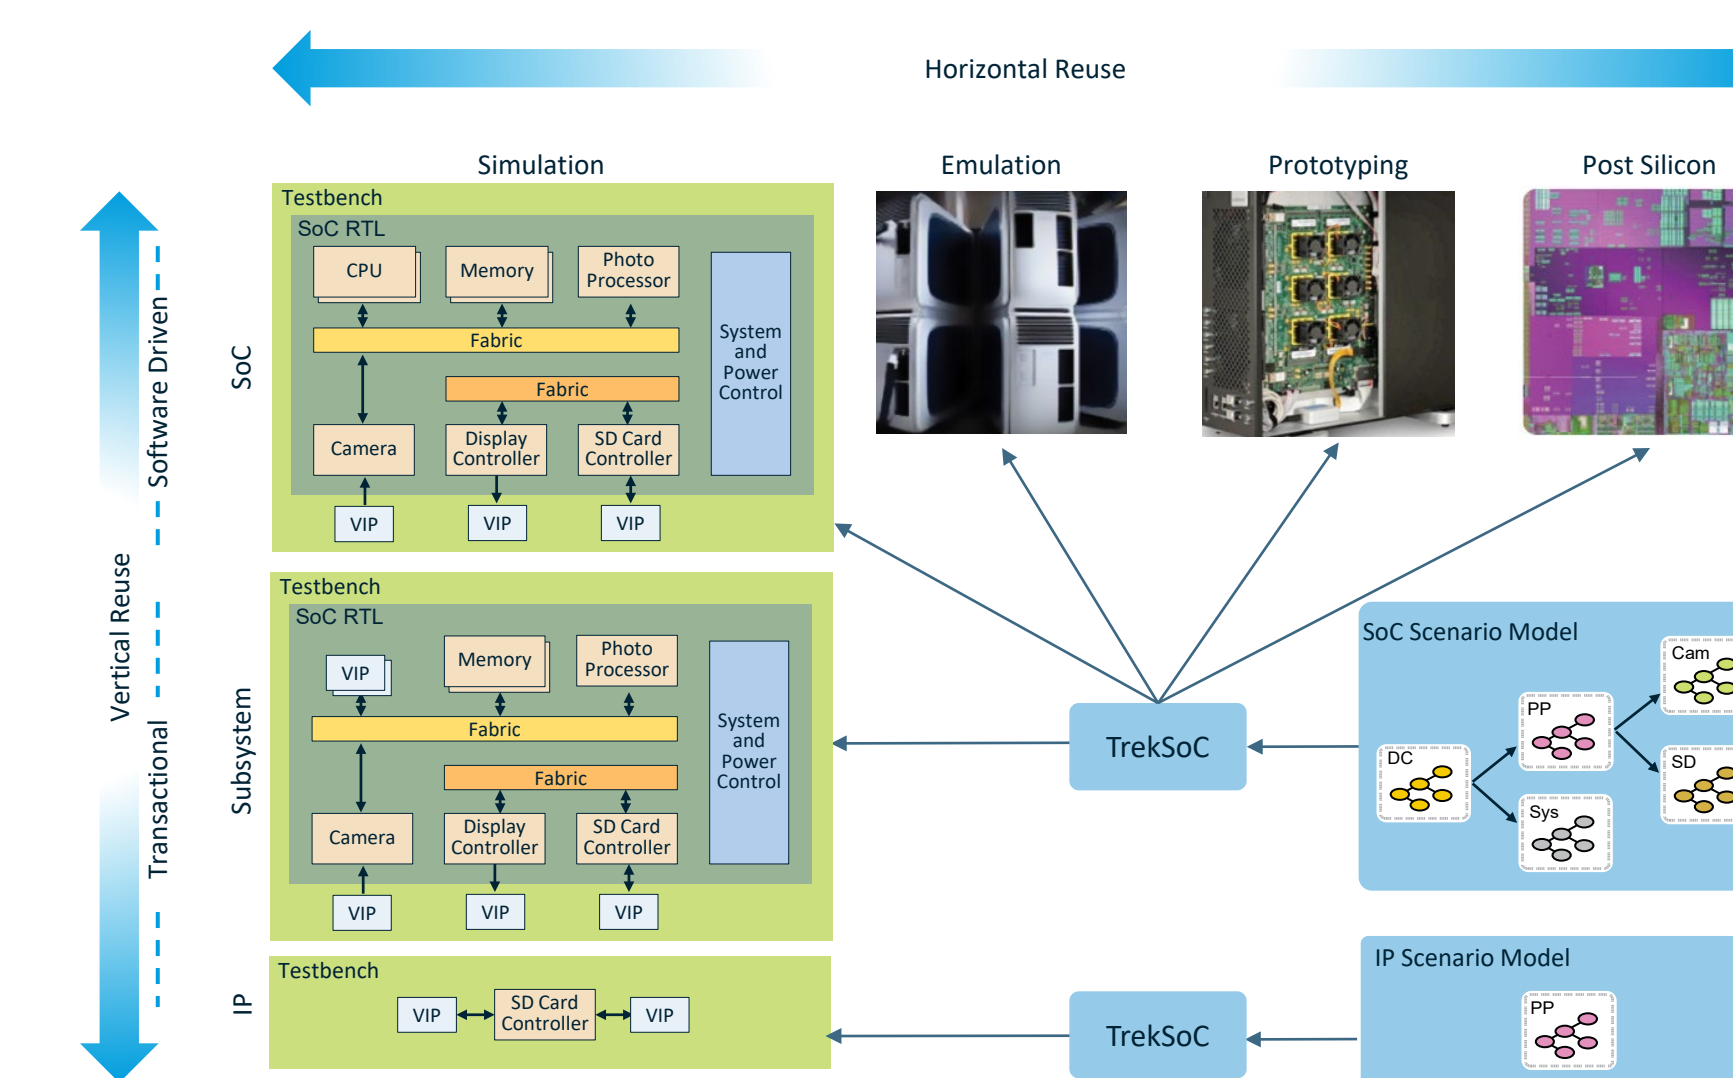 Horizontal Reuse
Simulation
Emulation
Prototyping
Post Silicon
Vertical Reuse
Software Driven
Transactional
SoC
Testbench
SoC RTL
CPU
Memory
Photo
Processor
Fabric
Fabric
System
and
Power
Control
Camera
Display
Controller
SD Card
Controller
VIP
VIP
VIP
Subsystem
Testbench
SoC RTL
VIP
Memory
Photo
Processor
Fabric
Fabric
System
and
Power
Control
Camera
Display
Controller
SD Card
Controller
VIP
VIP
VIP
TrekSoC
SoC Scenario Model
DC
PP
Sys
Cam
SD
IP
Testbench
VIP
SD Card
Controller
VIP
TrekSoC
IP Scenario Model
PP